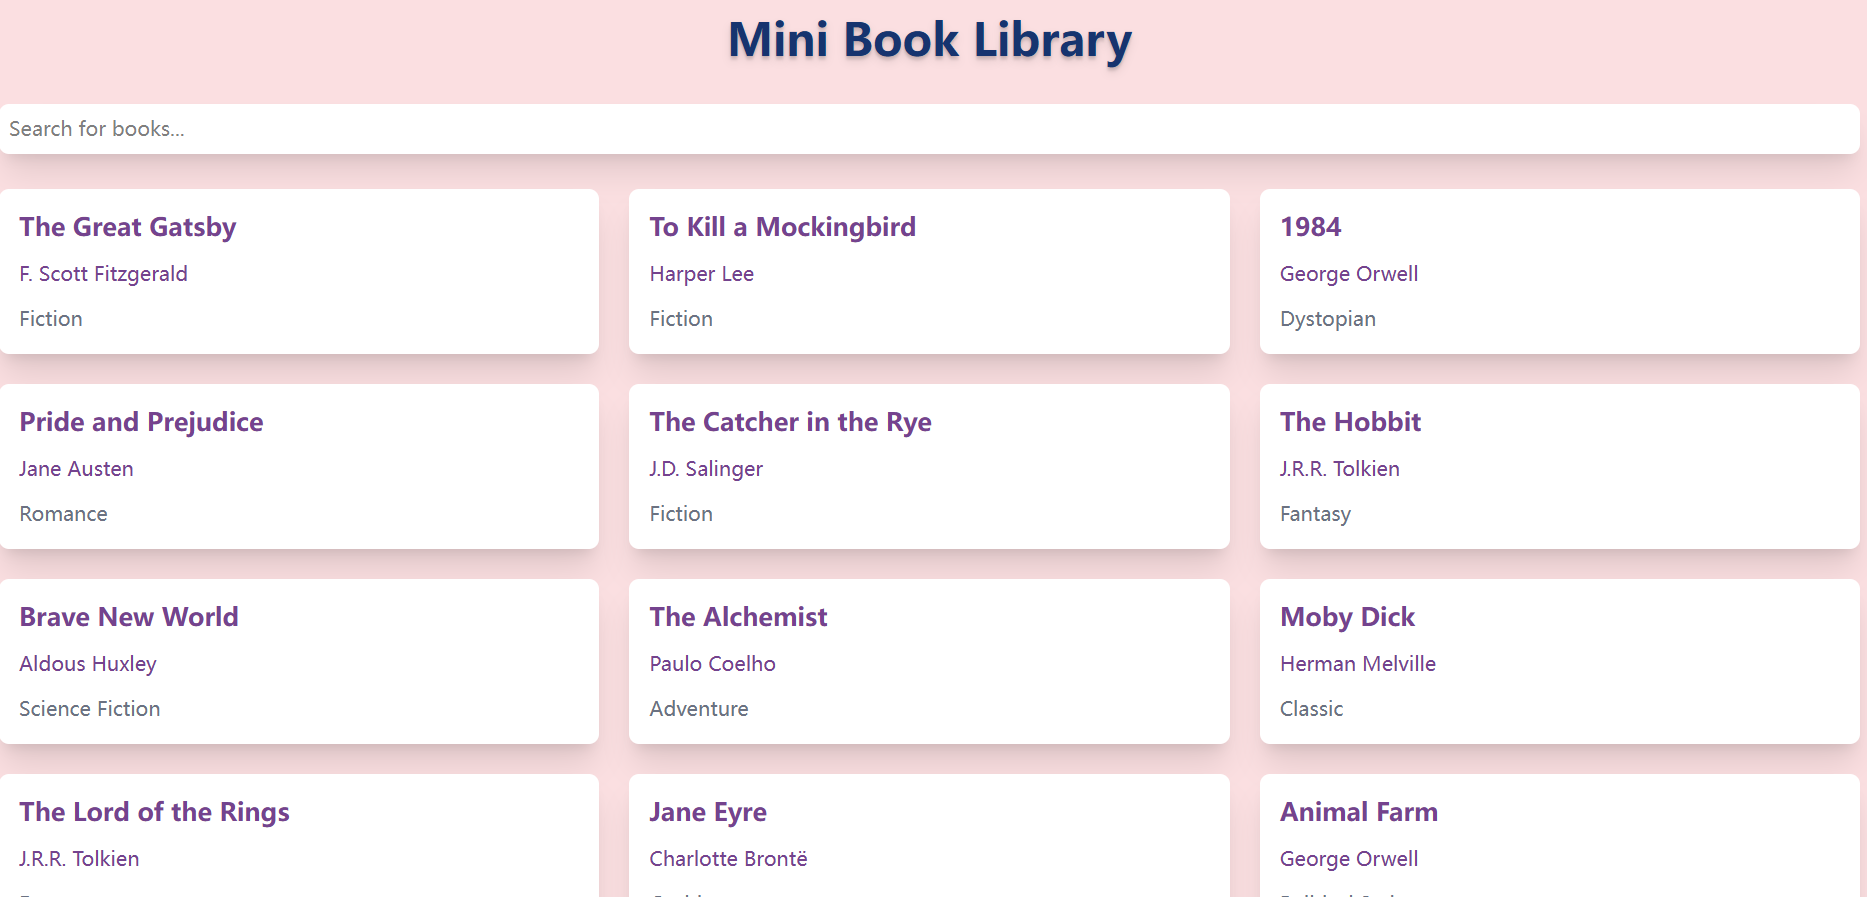 Mini Book Library
Search for books...
The Great Gatsby
F. Scott Fitzgerald
Fiction
To Kill a Mockingbird
Harper Lee
Fiction
1984
George Orwell
Dystopian
Pride and Prejudice
Jane Austen
Romance
The Catcher in the Rye
J.D. Salinger
Fiction
The Hobbit
J.R.R. Tolkien
Fantasy
Brave New World
Aldous Huxley
Science Fiction
The Alchemist
Paulo Coelho
Adventure
Moby Dick
Herman Melville
Classic
The Lord of the Rings
J.R.R. Tolkien
Jane Eyre
Charlotte Brontë
Animal Farm
George Orwell